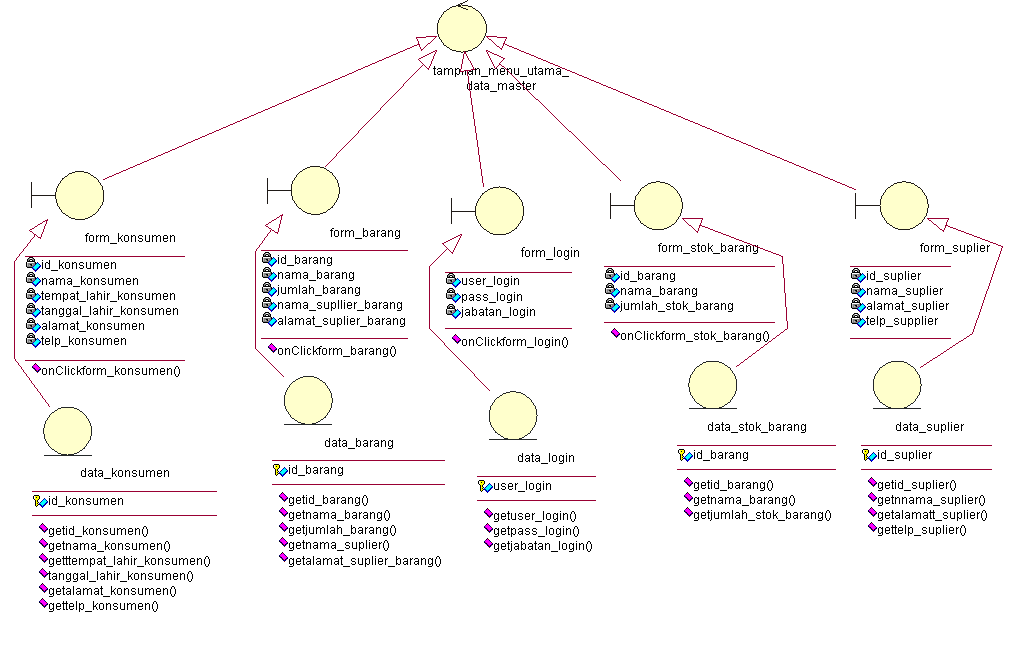 tampilan_menu_utama_
data_master
form_konsumen
id_konsumen
nama_konsumen
tempat_lahir_konsumen
tanggal_lahir_konsumen
alamat_konsumen
telp_konsumen
onClickform_konsumen()
form_barang
id_barang
nama_barang
jumlah_barang
nama_supllier_barang
alamat_suplier_barang
onClickform_barang()
form_login
user_login
pass_login
jabatan_login
onClickform_login()
form_stok_barang
id_barang
nama_barang
jumlah_stok_barang
onClickform_stok_barang()
form_suplier
id_suplier
nama_suplier
alamat_suplier
telp_supplier
data_konsumen
id_konsumen
getid_konsumen()
getnama_konsumen()
getttempat_lahir_konsumen()
tanggal_lahir_konsumen()
getalamat_konsumen()
gettelp_konsumen()
data_barang
id_barang
getid_barang()
getnama_barang()
getjumlah_barang()
getnama_suplier()
getalamat_suplier_barang()
data_login
user_login
getuser_login()
getpass_login()
getjabatan_login()
data_stok_barang
id_barang
getid_barang()
getnama_barang()
getjumlah_stok_barang()
data_suplier
id_suplier
getid_suplier()
getnnama_suplier()
getalamatt_suplier()
gettelp_suplier()